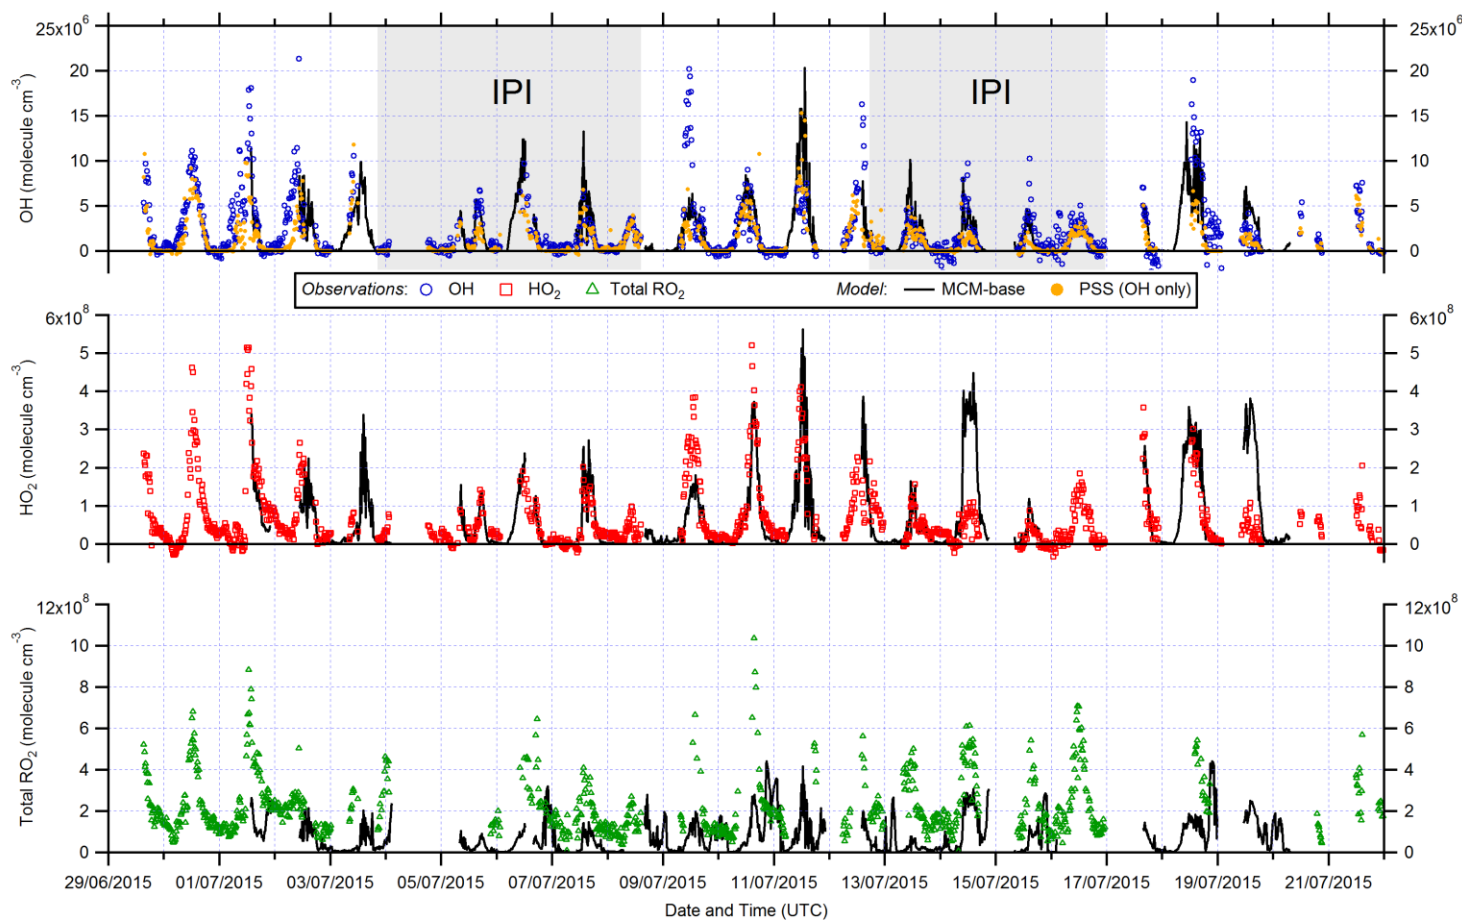 25x10⁶
20
15
10
5
0
OH (molecule cm⁻³)
IPI
IPI
25x10⁶
20
15
10
5
0
Observations: OH HO₂ Total RO₂ Model: MCM-base PSS (OH only)
6x10⁸
5
4
3
2
1
0
HO₂ (molecule cm⁻³)
6x10⁸
5
4
3
2
1
0
12x10⁸
10
8
6
4
2
0
Total RO₂ (molecule cm⁻³)
12x10⁸
10
8
6
4
2
0
29/06/2015 01/07/2015 03/07/2015 05/07/2015 07/07/2015 09/07/2015 11/07/2015 13/07/2015 15/07/2015 17/07/2015 19/07/2015 21/07/2015
Date and Time (UTC)